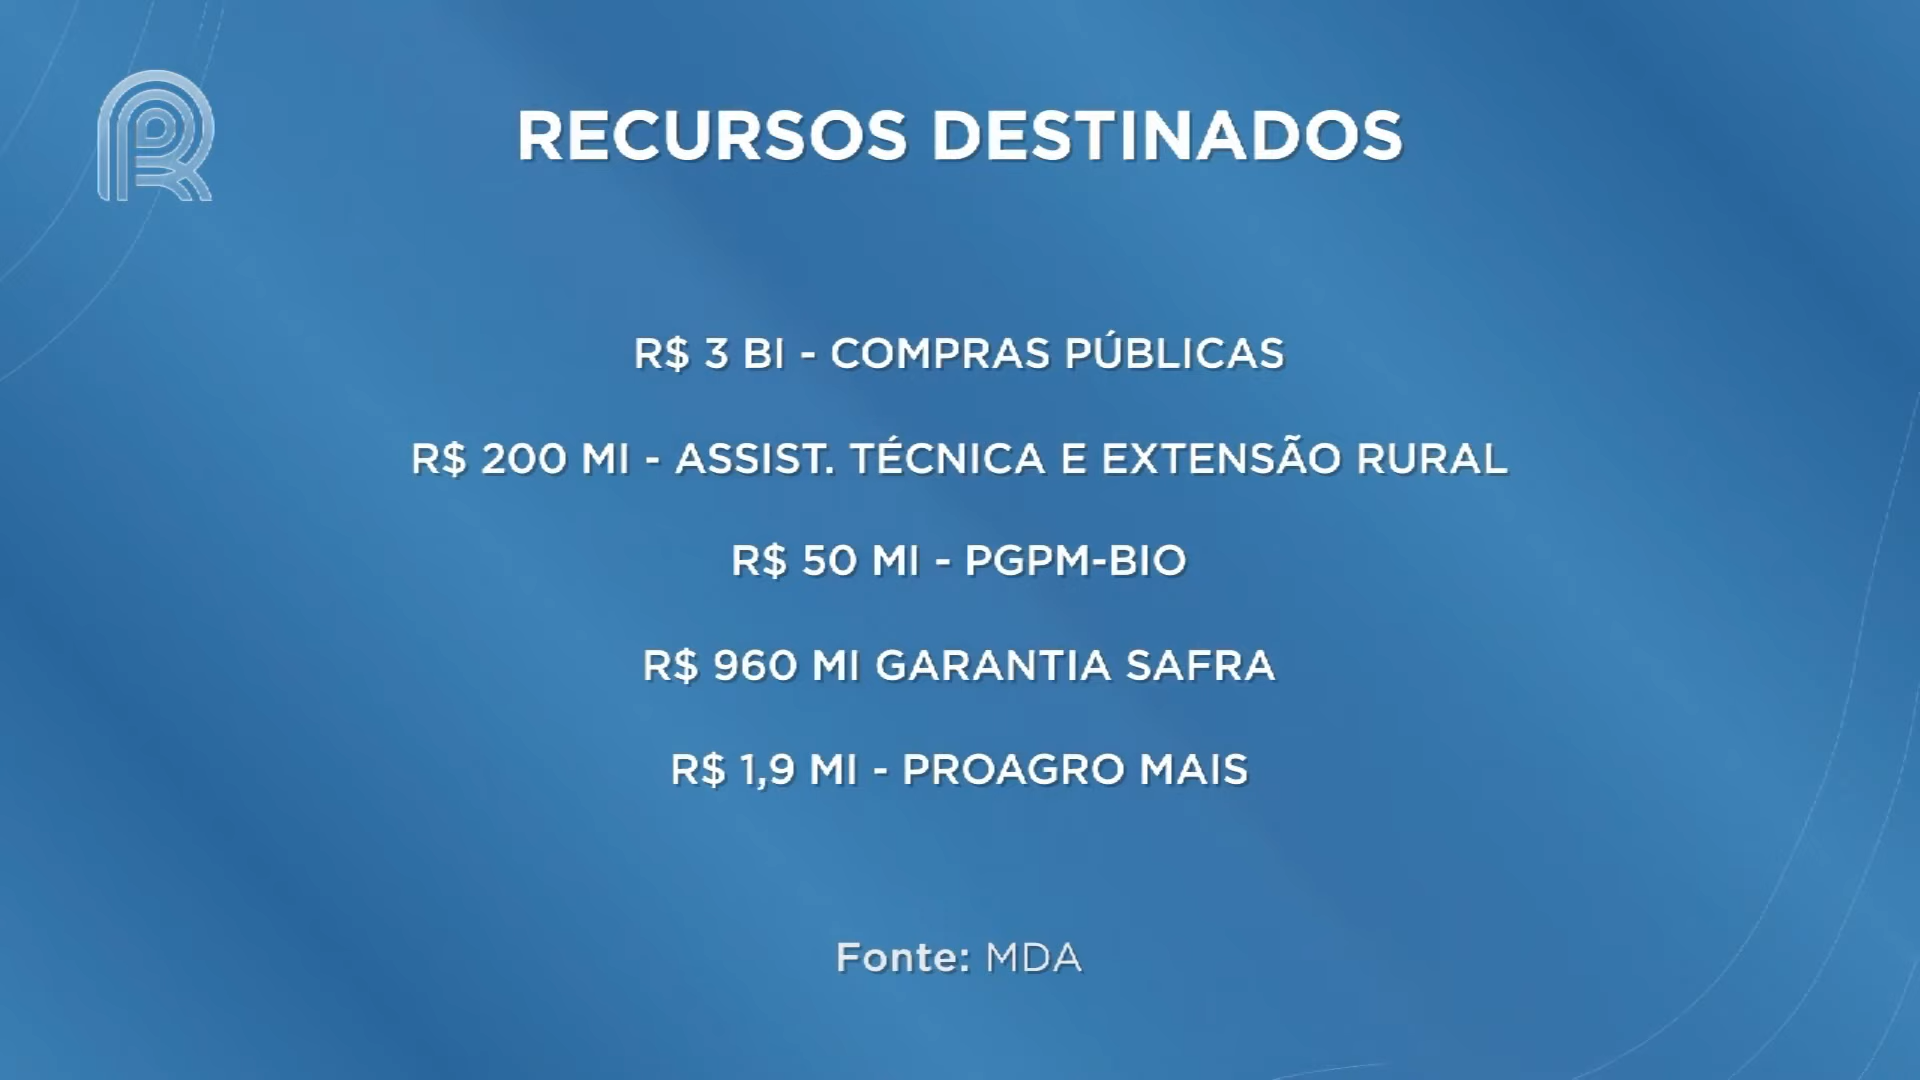 RECURSOS DESTINADOS
R$ 3 BI - COMPRAS PÚBLICAS
R$ 200 MI - ASSIST. TÉCNICA E EXTENSÃO RURAL
R$ 50 MI - PGPM-BIO
R$ 960 MI GARANTIA SAFRA
R$ 1,9 MI - PROAGRO MAIS
Fonte: MDA